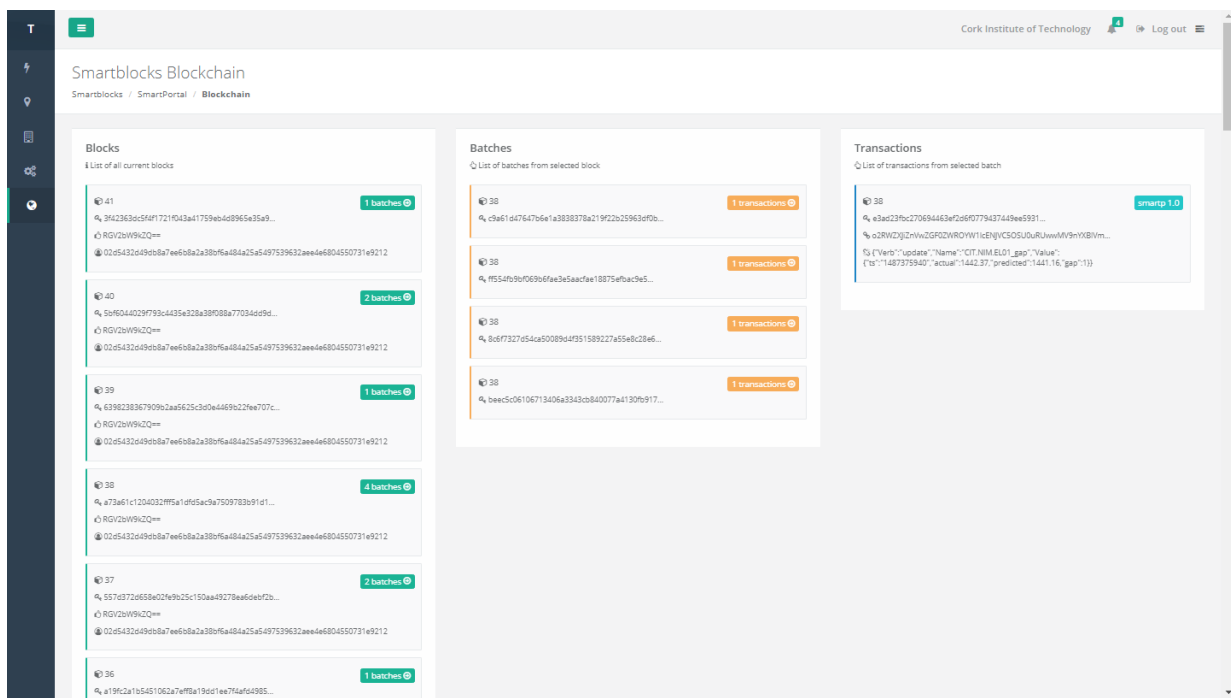 T
Cork Institute of Technology
4
Log out
Smartblocks Blockchain
Smartblocks / SmartPortal / Blockchain
Blocks
List of all current blocks
41
1 batches
3f42363dc5f4f1721f043a41759eb4d8965e35a9...
RGV2bW9kZQ==
02d5432d49db8a7ee6b8a2a38bf6a484a25a5497539632aee4e6804550731e9212
40
2 batches
5bf6044029f793c4435e328a38f088a77034dd9d...
RGV2bW9kZQ==
02d5432d49db8a7ee6b8a2a38bf6a484a25a5497539632aee4e6804550731e9212
39
1 batches
6398238367909b2aa5625c3d0e4469b22fee707c...
RGV2bW9kZQ==
02d5432d49db8a7ee6b8a2a38bf6a484a25a5497539632aee4e6804550731e9212
38
4 batches
a73a61c1204032fff5a1dfd5ac9a7509783b91d1...
RGV2bW9kZQ==
02d5432d49db8a7ee6b8a2a38bf6a484a25a5497539632aee4e6804550731e9212
37
2 batches
557d372d658e02fe9b25c150aa49278ea6debf2b...
RGV2bW9kZQ==
02d5432d49db8a7ee6b8a2a38bf6a484a25a5497539632aee4e6804550731e9212
36
1 batches
a19fc2a1b5451062a7eff8a19dd1ee7f4afd4985...
Batches
List of batches from selected block
38
1 transactions
c9a61d47647b6e1a3838378a219f22b25963df0b...
38
1 transactions
ff554fb9bf069b6fae3e5aacfae18875efbac9e5...
38
1 transactions
8c6f7327d54ca50089d4f351589227a55e8c28e6...
38
1 transactions
beec5c06106713406a3343cb840077a4130fb917...
Transactions
List of transactions from selected batch
38
smartp 1.0
e3ad23fbc270694463ef2d6f0779437449ee5931...
o2RWZXJiZnVwZGF0ZWROYW1lcENJVC5OSU0uRUwwMV9nYXBlVm...
{"Verb":"update","Name":"CIT.NIM.EL01_gap","Value":
{"ts":"1487375940","actual":1442.37,"predicted":1441.16,"gap":1}}